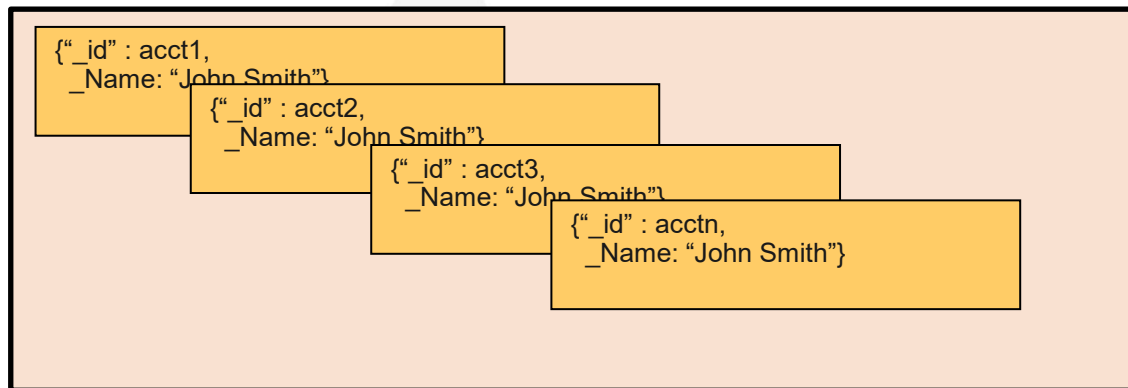 {“_id” : acct1,
_Name: “John Smith”}
{“_id” : acct2,
_Name: “John Smith”}
{“_id” : acct3,
_Name: “John Smith”}
{“_id” : acctn,
_Name: “John Smith”}